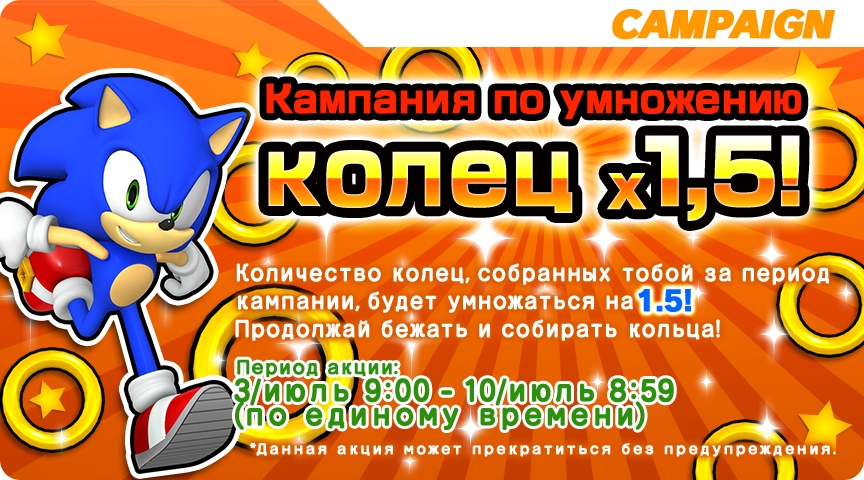 CAMPAIGN
Кампания по умножению
колец x1,5!
Количество колец, собранных тобой за период
кампании, будет умножаться на 1.5!
Продолжай бежать и собирать кольца!
Период акции:
3/июль 9:00 – 10/июль 8:59
(по единому времени)
*Данная акция может прекратиться без предупреждения.